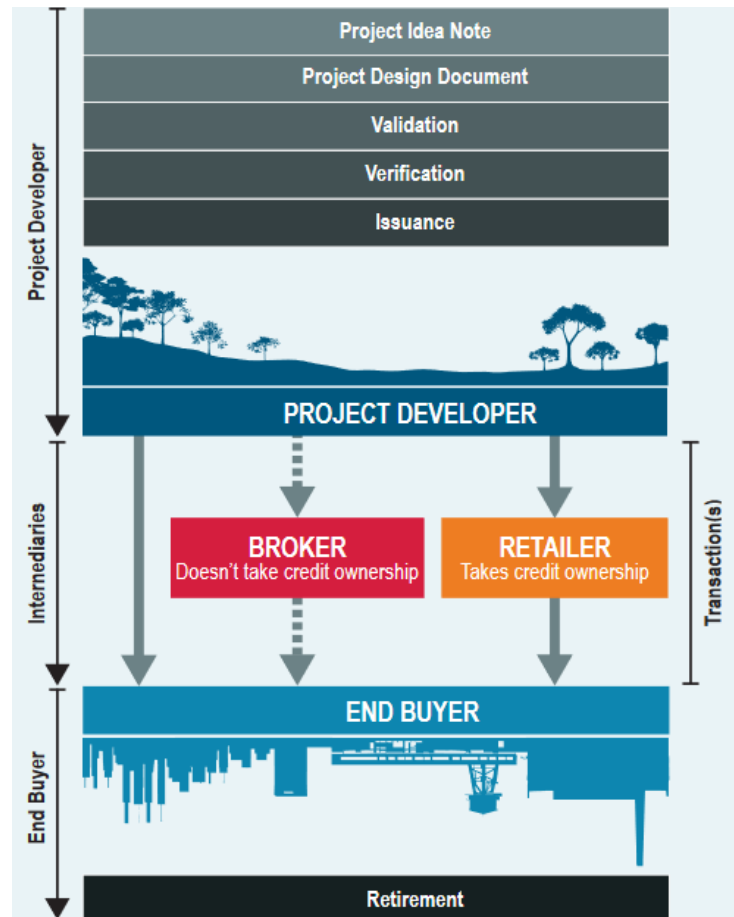 Project Idea Note
Project Design Document
Validation
Verification
Issuance
Project Developer
PROJECT DEVELOPER
Internediaries
BROKER
Doesn't take credit ownership
RETAILER
Takes credit ownership
Transaction(s)
END BUYER
End Buyer
Retirement